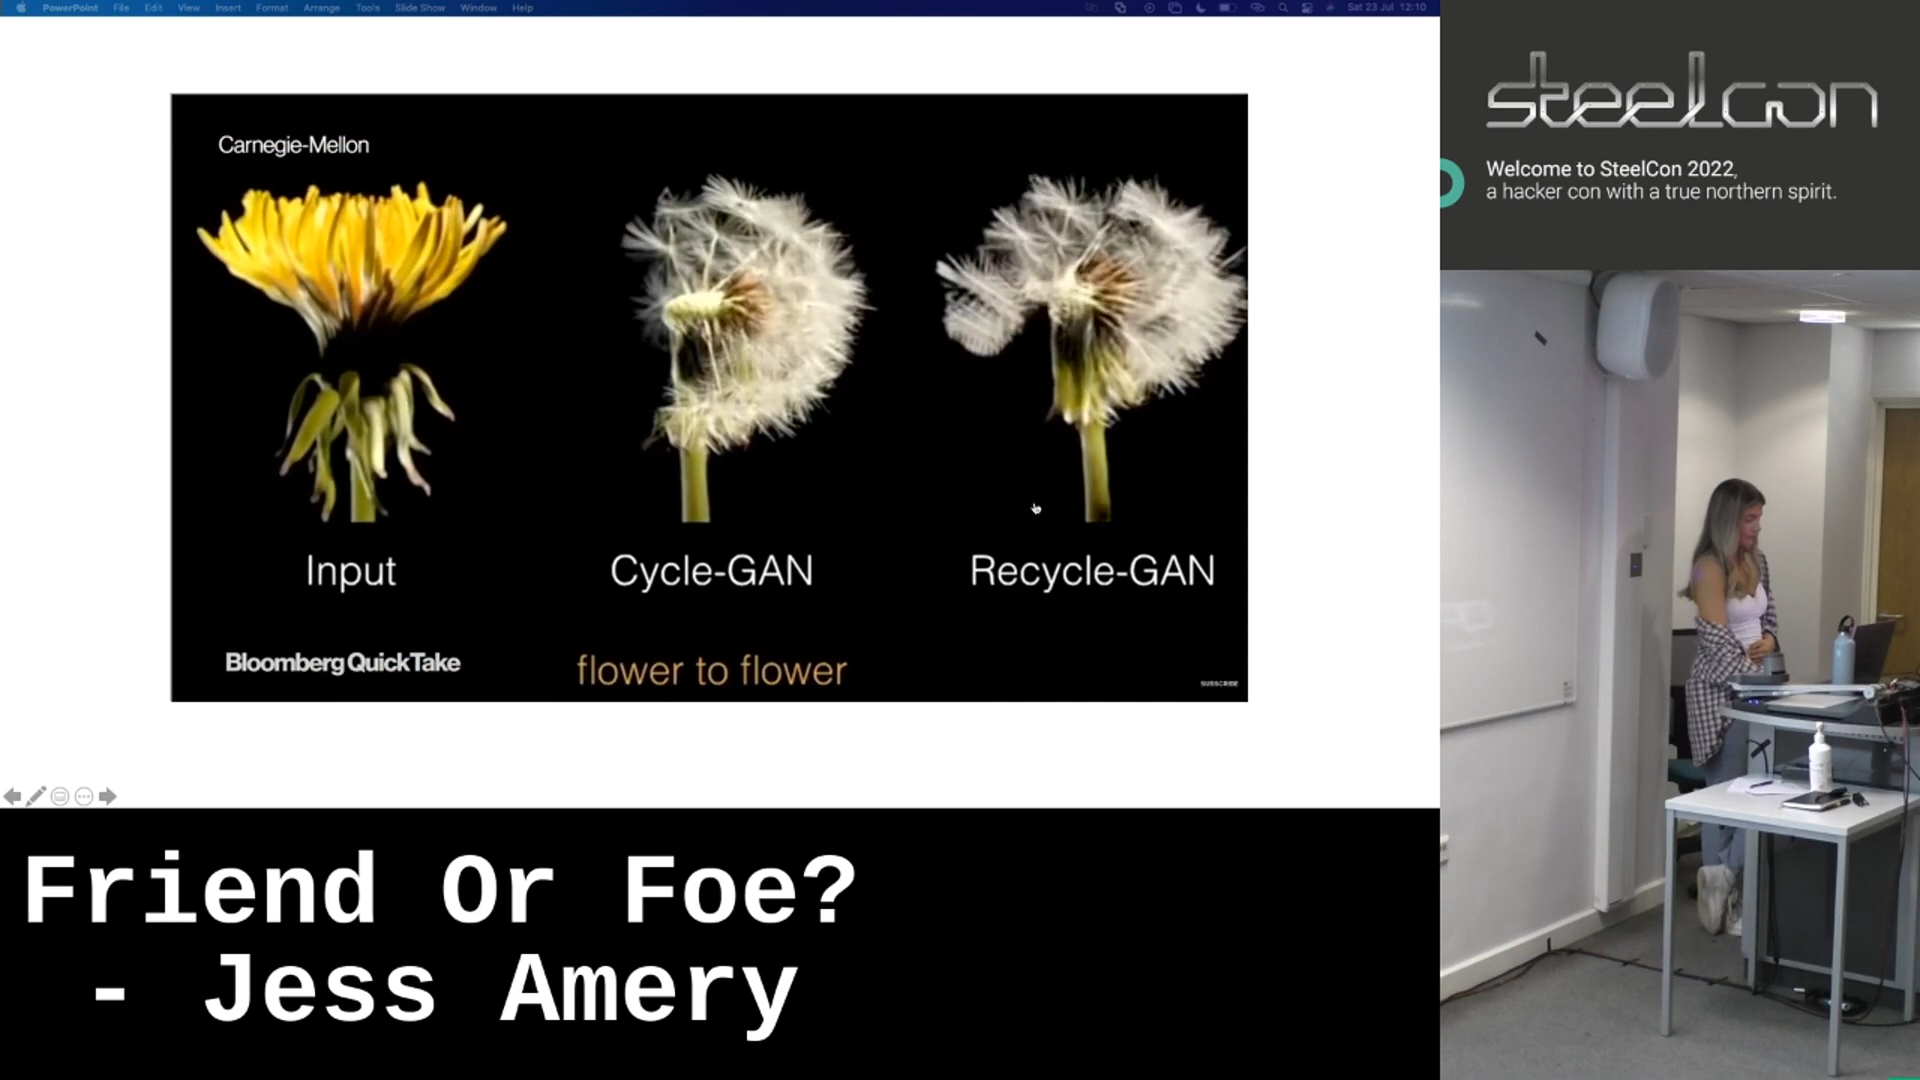 PowerPoint File Edit View Insert Format Arrange Tools Slide Show Window Help
Sat 23 Jul 12:10
Carnegie-Mellon
Input
Cycle-GAN
Recycle-GAN
Bloomberg QuickTake
flower to flower
SUBSCRIBE
steelcon
Welcome to SteelCon 2022,
a hacker con with a true northern spirit.
Friend Or Foe?
- Jess Amery